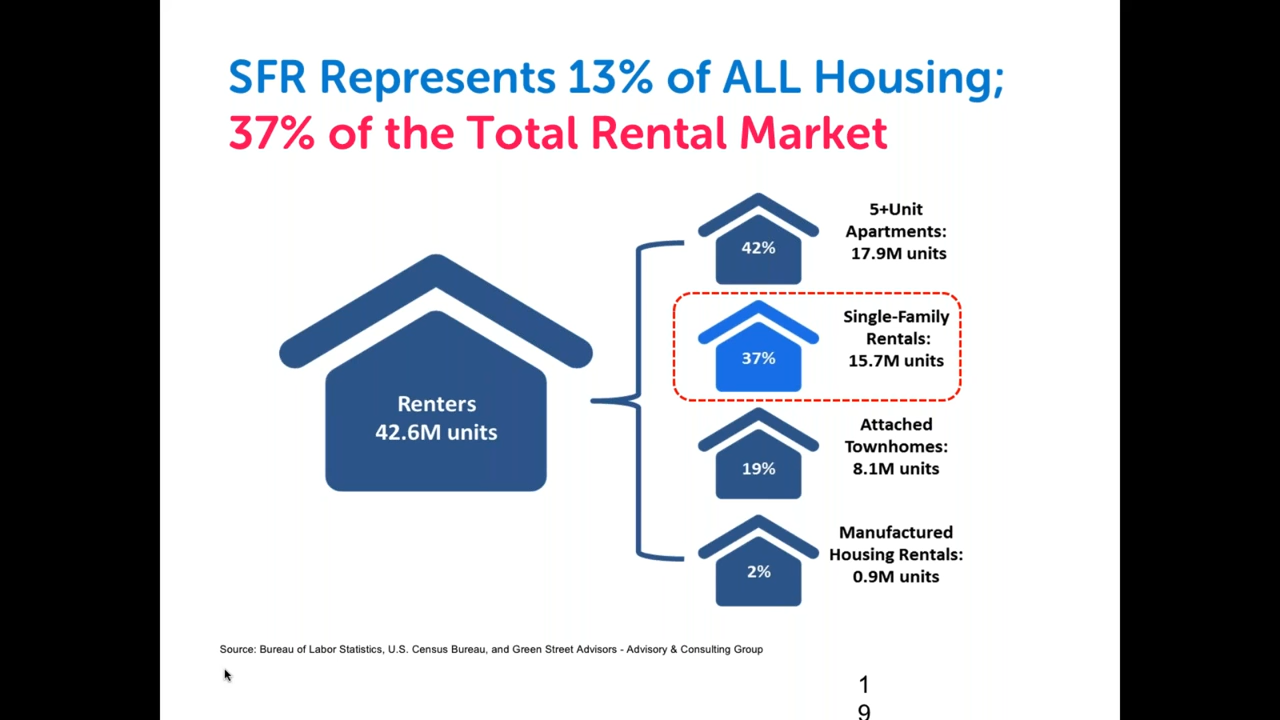 SFR Represents 13% of ALL Housing;
37% of the Total Rental Market
Renters
42.6M units
42%
5+Unit
Apartments:
17.9M units
37%
Single-Family
Rentals:
15.7M units
19%
Attached
Townhomes:
8.1M units
2%
Manufactured
Housing Rentals:
0.9M units
Source: Bureau of Labor Statistics, U.S. Census Bureau, and Green Street Advisors - Advisory & Consulting Group
1
9